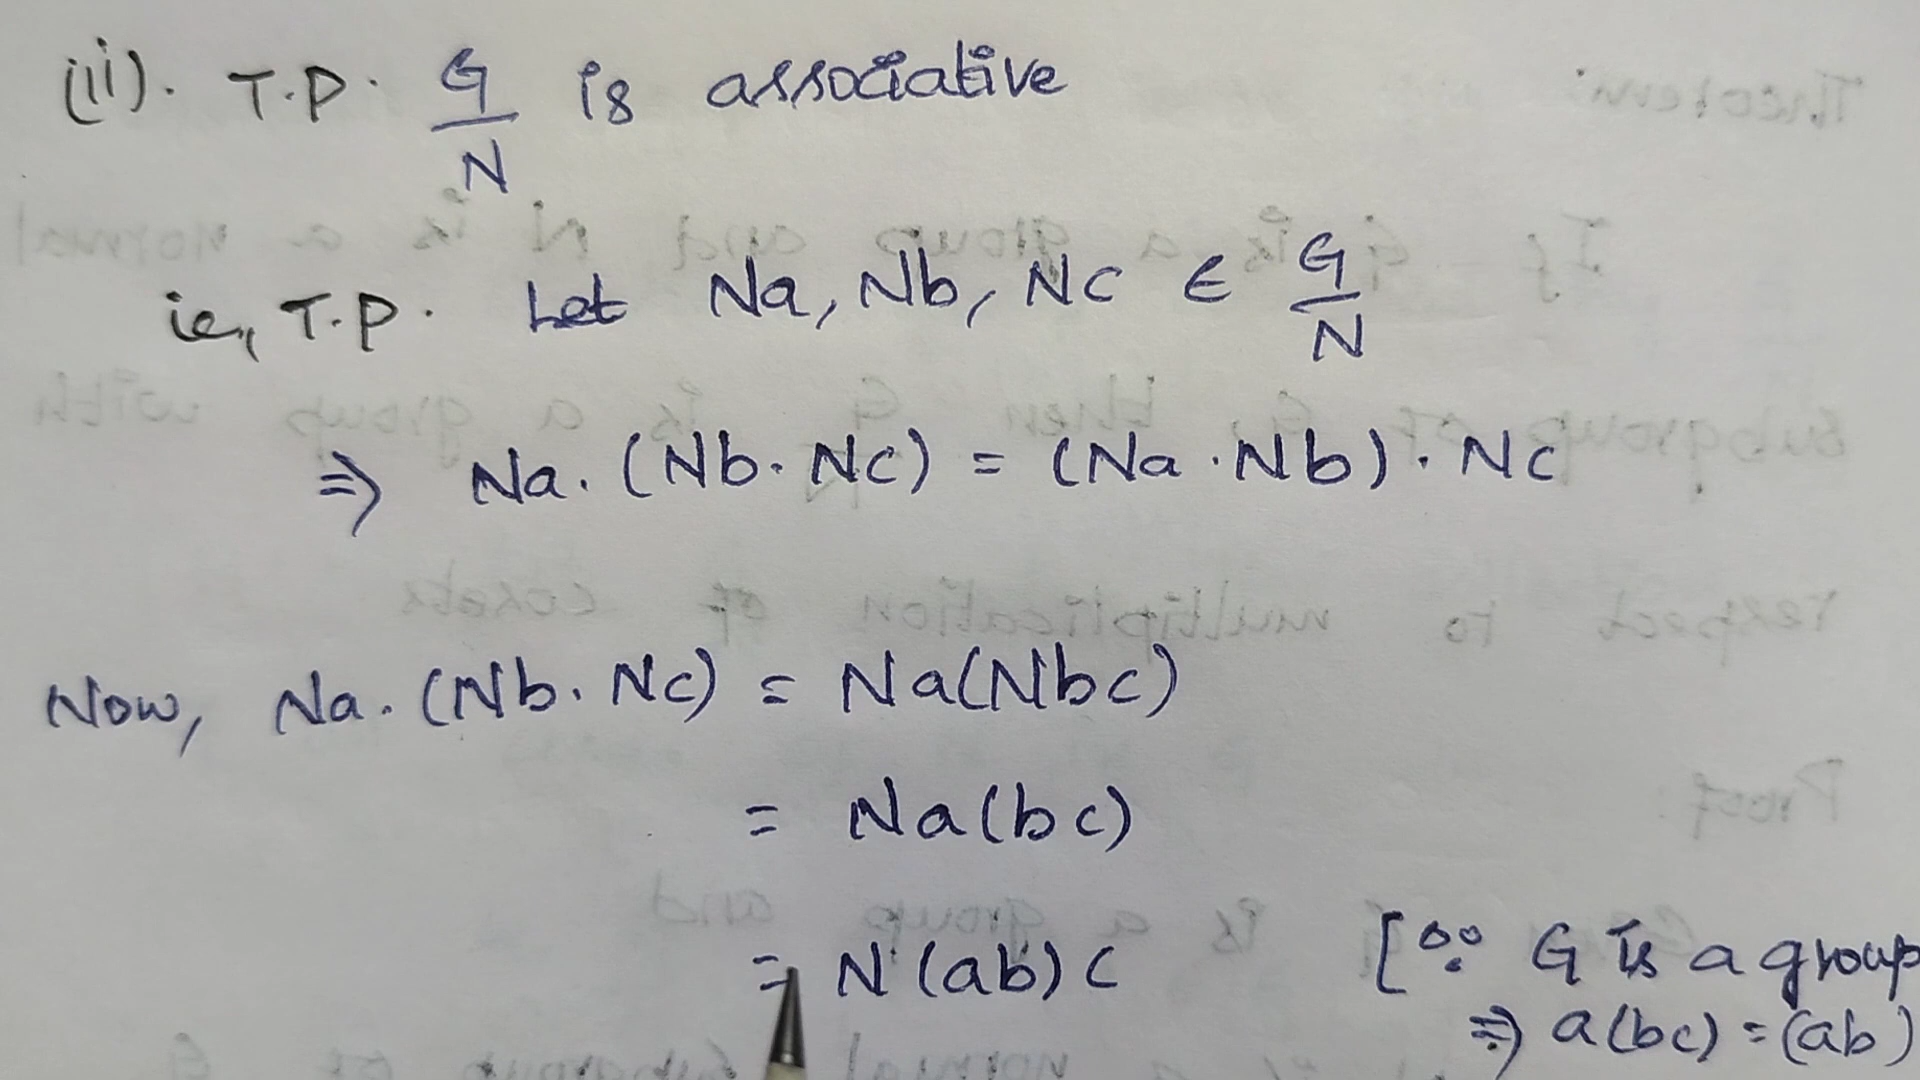 (ii). T.P. G/N is associative
ie, T.P. Let Na, Nb, Nc ∈ G/N
⇒ Na. (Nb. Nc) = (Na . Nb) . Nc
Now, Na. (Nb. Nc) = Na(Nbc)
= Na(bc)
= N(ab)c [∵ G is a group
⇒ a(bc) = (ab)